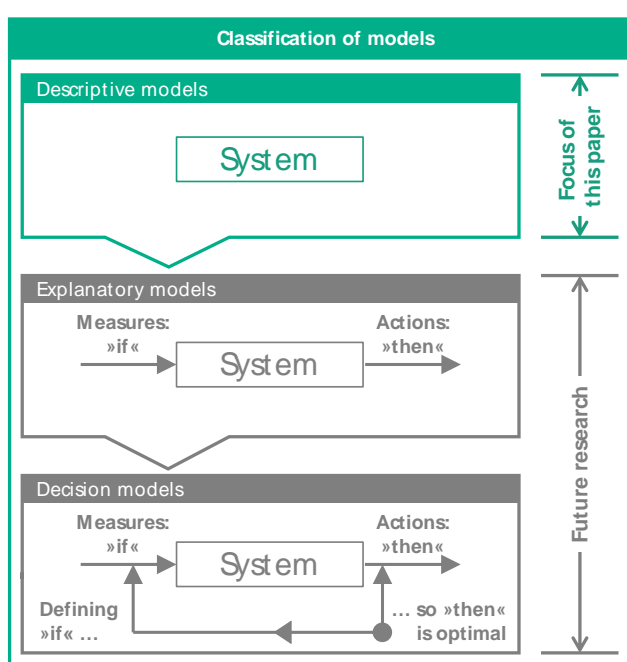 Classification of models
Descriptive models
System
Focus of
this paper
Explanatory models
Measures:
»if«
System
Actions:
»then«
Decision models
Measures:
»if«
System
Actions:
»then«
Defining
»if« ...
... so »then«
is optimal
Future research